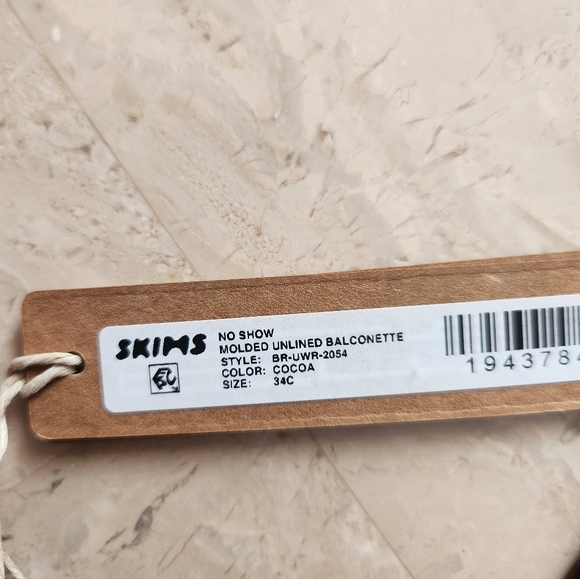 SKIMS
NO SHOW
MOLDED UNLINED BALCONETTE
STYLE: BR-UWR-2054
COLOR: COCOA
SIZE: 34C
194378